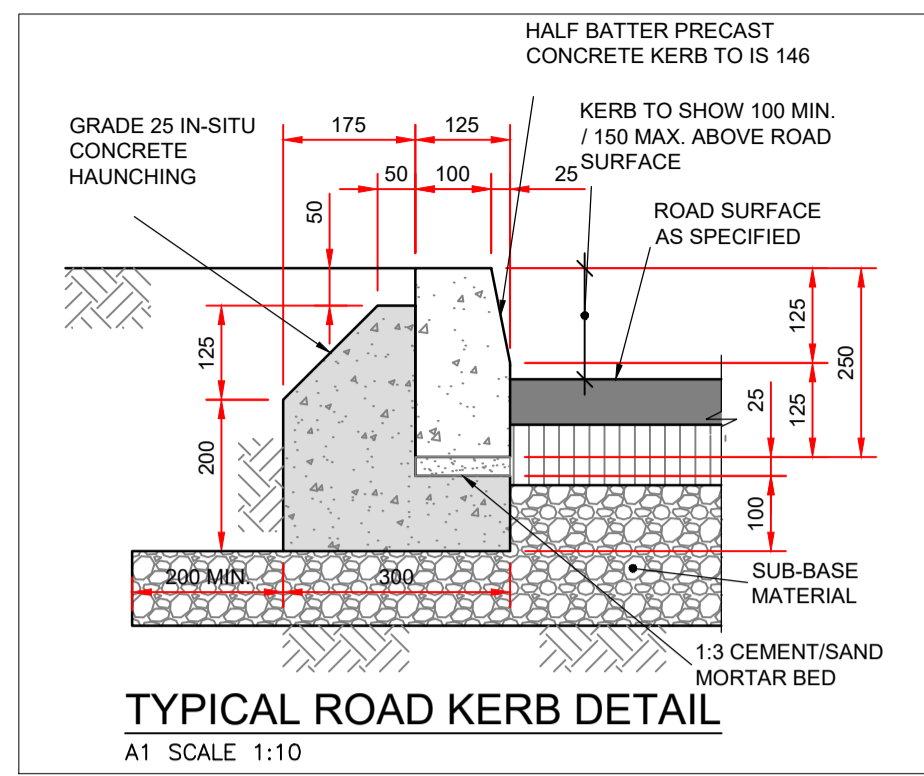 HALF BATTER PRECAST
CONCRETE KERB TO IS 146
GRADE 25 IN-SITU
CONCRETE
HAUNCHING
175
125
KERB TO SHOW 100 MIN.
/ 150 MAX. ABOVE ROAD
SURFACE
50
100
25
50
ROAD SURFACE
AS SPECIFIED
125
200
125
250
25
125
100
200 MIN.
300
SUB-BASE
MATERIAL
1:3 CEMENT/SAND
MORTAR BED
TYPICAL ROAD KERB DETAIL
A1 SCALE 1:10